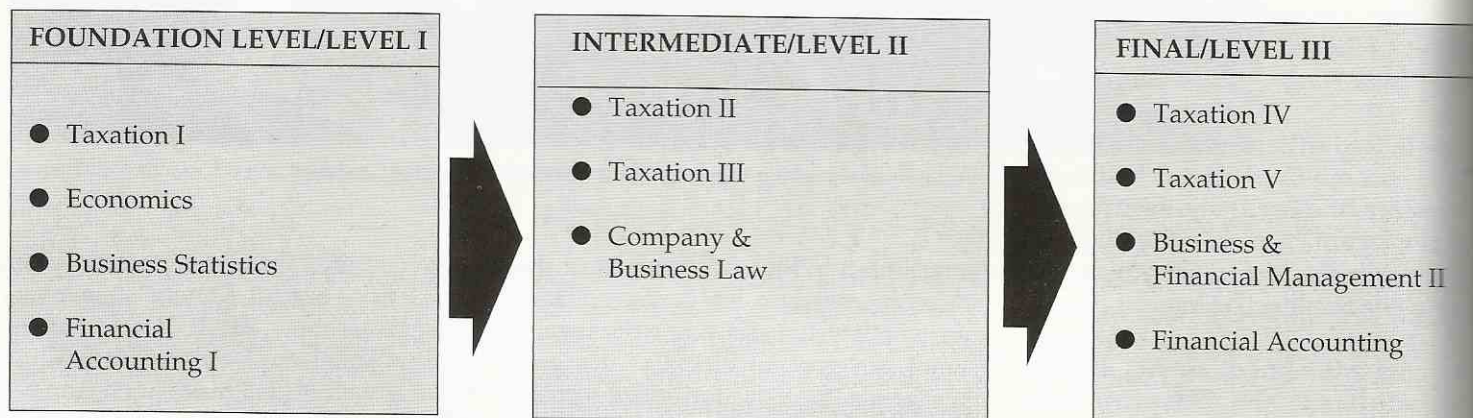 FOUNDATION LEVEL/LEVEL I
● Taxation I
● Economics
● Business Statistics
● Financial
Accounting I
INTERMEDIATE/LEVEL II
● Taxation II
● Taxation III
● Company &
Business Law
FINAL/LEVEL III
● Taxation IV
● Taxation V
● Business &
Financial Management II
● Financial Accounting